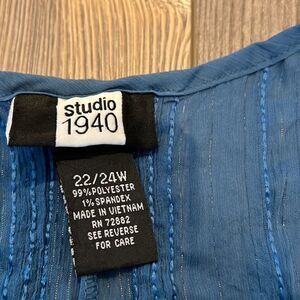 studio
1940
22/24W
99% POLYESTER
1% SPANDEX
MADE IN VIETNAM
RN 72882
SEE REVERSE
FOR CARE